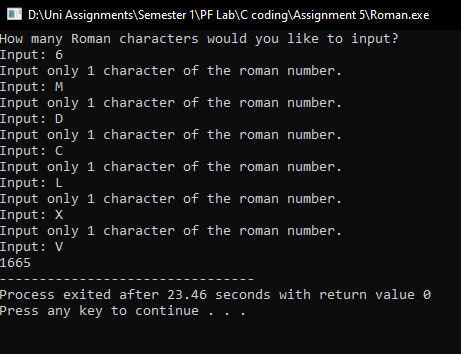 D:\Uni Assignments\Semester 1\PF Lab\C coding\Assignment 5\Roman.exe
How many Roman characters would you like to input?
Input: 6
Input only 1 character of the roman number.
Input: M
Input only 1 character of the roman number.
Input: D
Input only 1 character of the roman number.
Input: C
Input only 1 character of the roman number.
Input: L
Input only 1 character of the roman number.
Input: X
Input only 1 character of the roman number.
Input: V
1665
--------------------------------
Process exited after 23.46 seconds with return value 0
Press any key to continue . . .